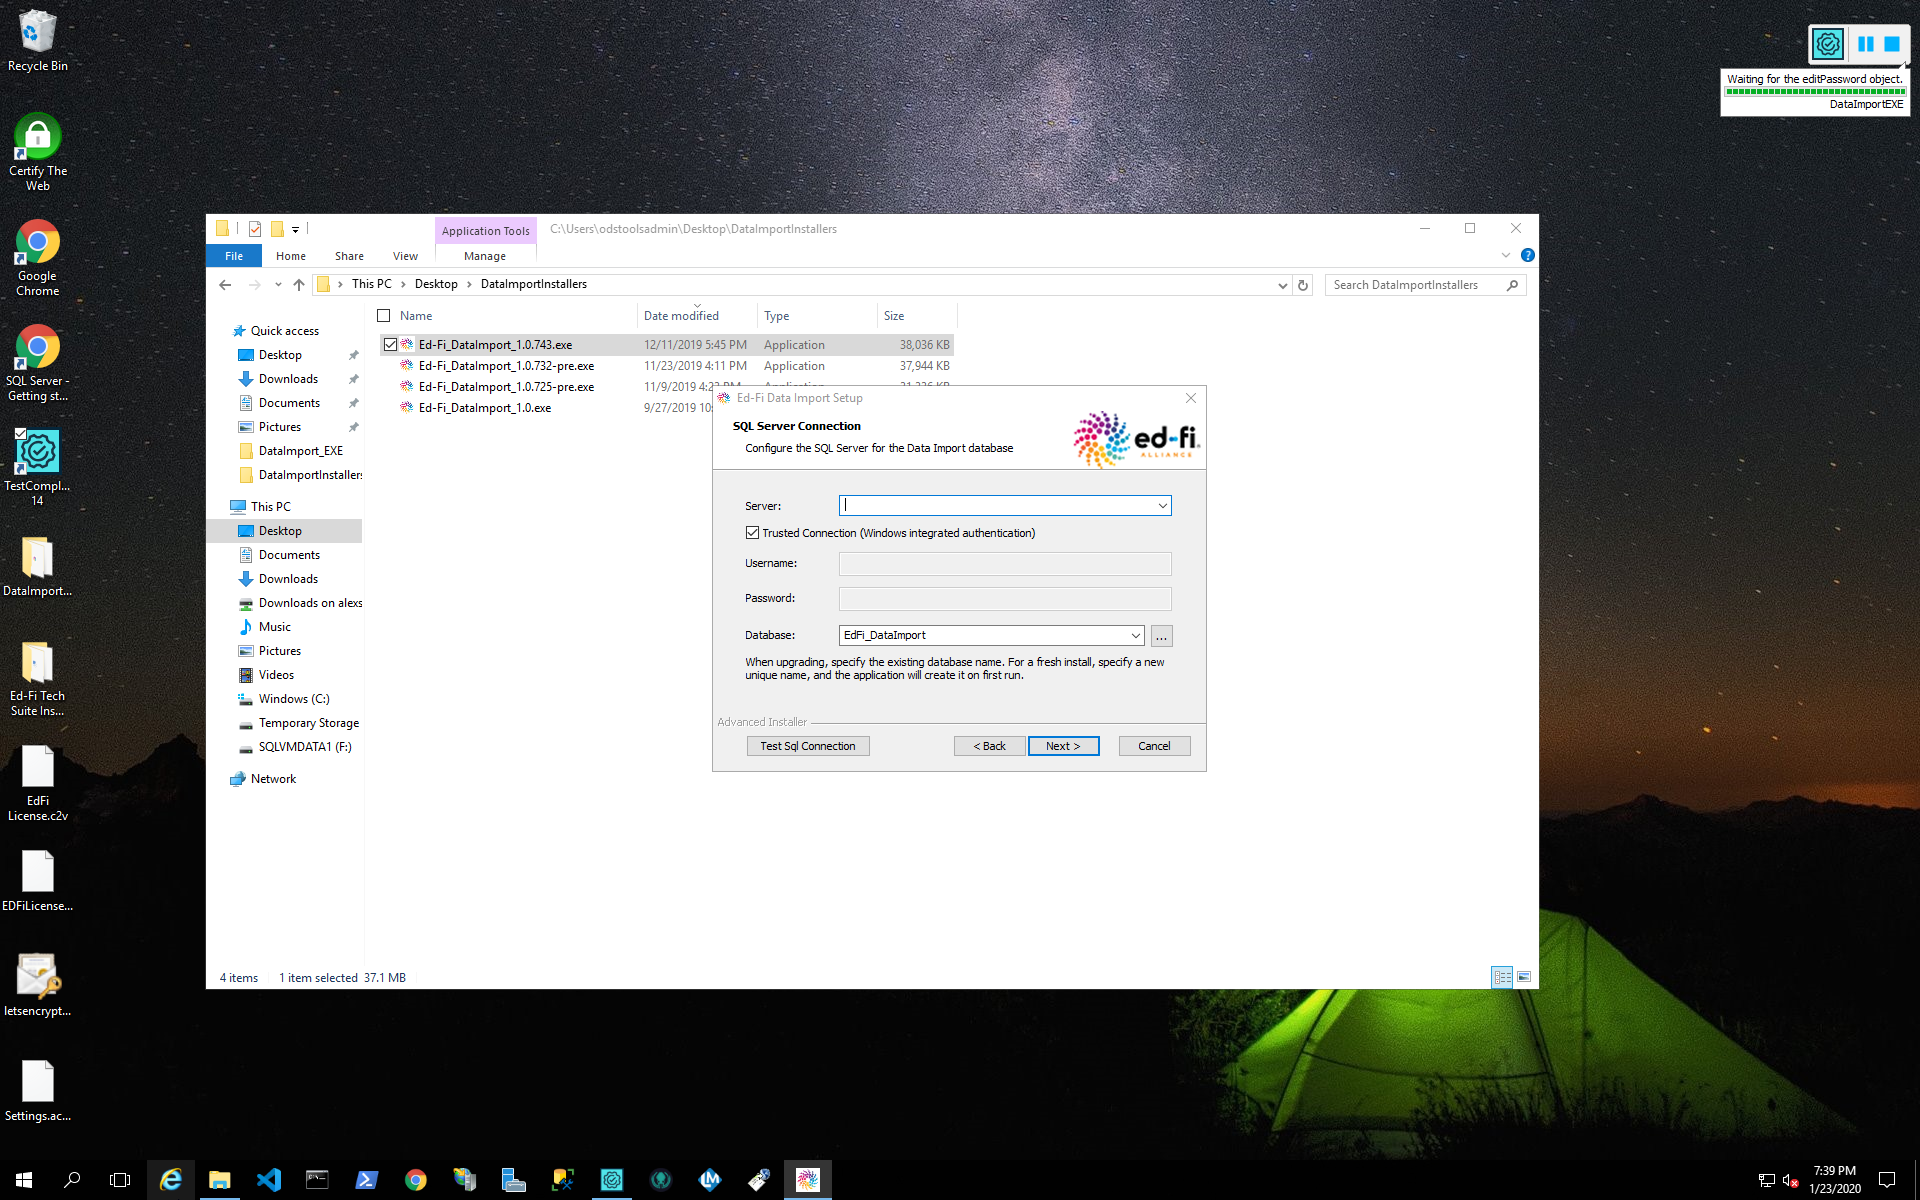 Recycle Bin
Certify The
Web
Google
Chrome
SQL Server -
Getting st...
TestCompl...
14
DataImport...
Ed-Fi Tech
Suite Ins...
EdFi
License.c2v
EDFiLicense...
letsencrypt...
Settings.ac...
Waiting for the editPassword object.
DataImportEXE
Application Tools
C:\Users\odstoolsadmin\Desktop\DataImportInstallers
File Home Share View Manage
This PC > Desktop > DataImportInstallers
Search DataImportInstallers
Quick access
Desktop
Downloads
Documents
Pictures
DataImport_EXE
DataImportInstallers
This PC
Desktop
Documents
Downloads
Downloads on alexs
Music
Pictures
Videos
Windows (C:)
Temporary Storage
SQLVMDATA1 (F:)
Network
Name Date modified Type Size
Ed-Fi_DataImport_1.0.743.exe 12/11/2019 5:45 PM Application 38,036 KB
Ed-Fi_DataImport_1.0.732-pre.exe 11/23/2019 4:11 PM Application 37,944 KB
Ed-Fi_DataImport_1.0.725-pre.exe 11/9/2019
Ed-Fi_DataImport_1.0.exe 9/27/2019 10:
Ed-Fi Data Import Setup
SQL Server Connection
Configure the SQL Server for the Data Import database
ed-fi
ALLIANCE
Server:
Trusted Connection (Windows integrated authentication)
Username:
Password:
Database: EdFi_DataImport ...
When upgrading, specify the existing database name. For a fresh install, specify a new
unique name, and the application will create it on first run.
Advanced Installer
Test Sql Connection < Back Next > Cancel
4 items 1 item selected 37.1 MB
7:39 PM
1/23/2020